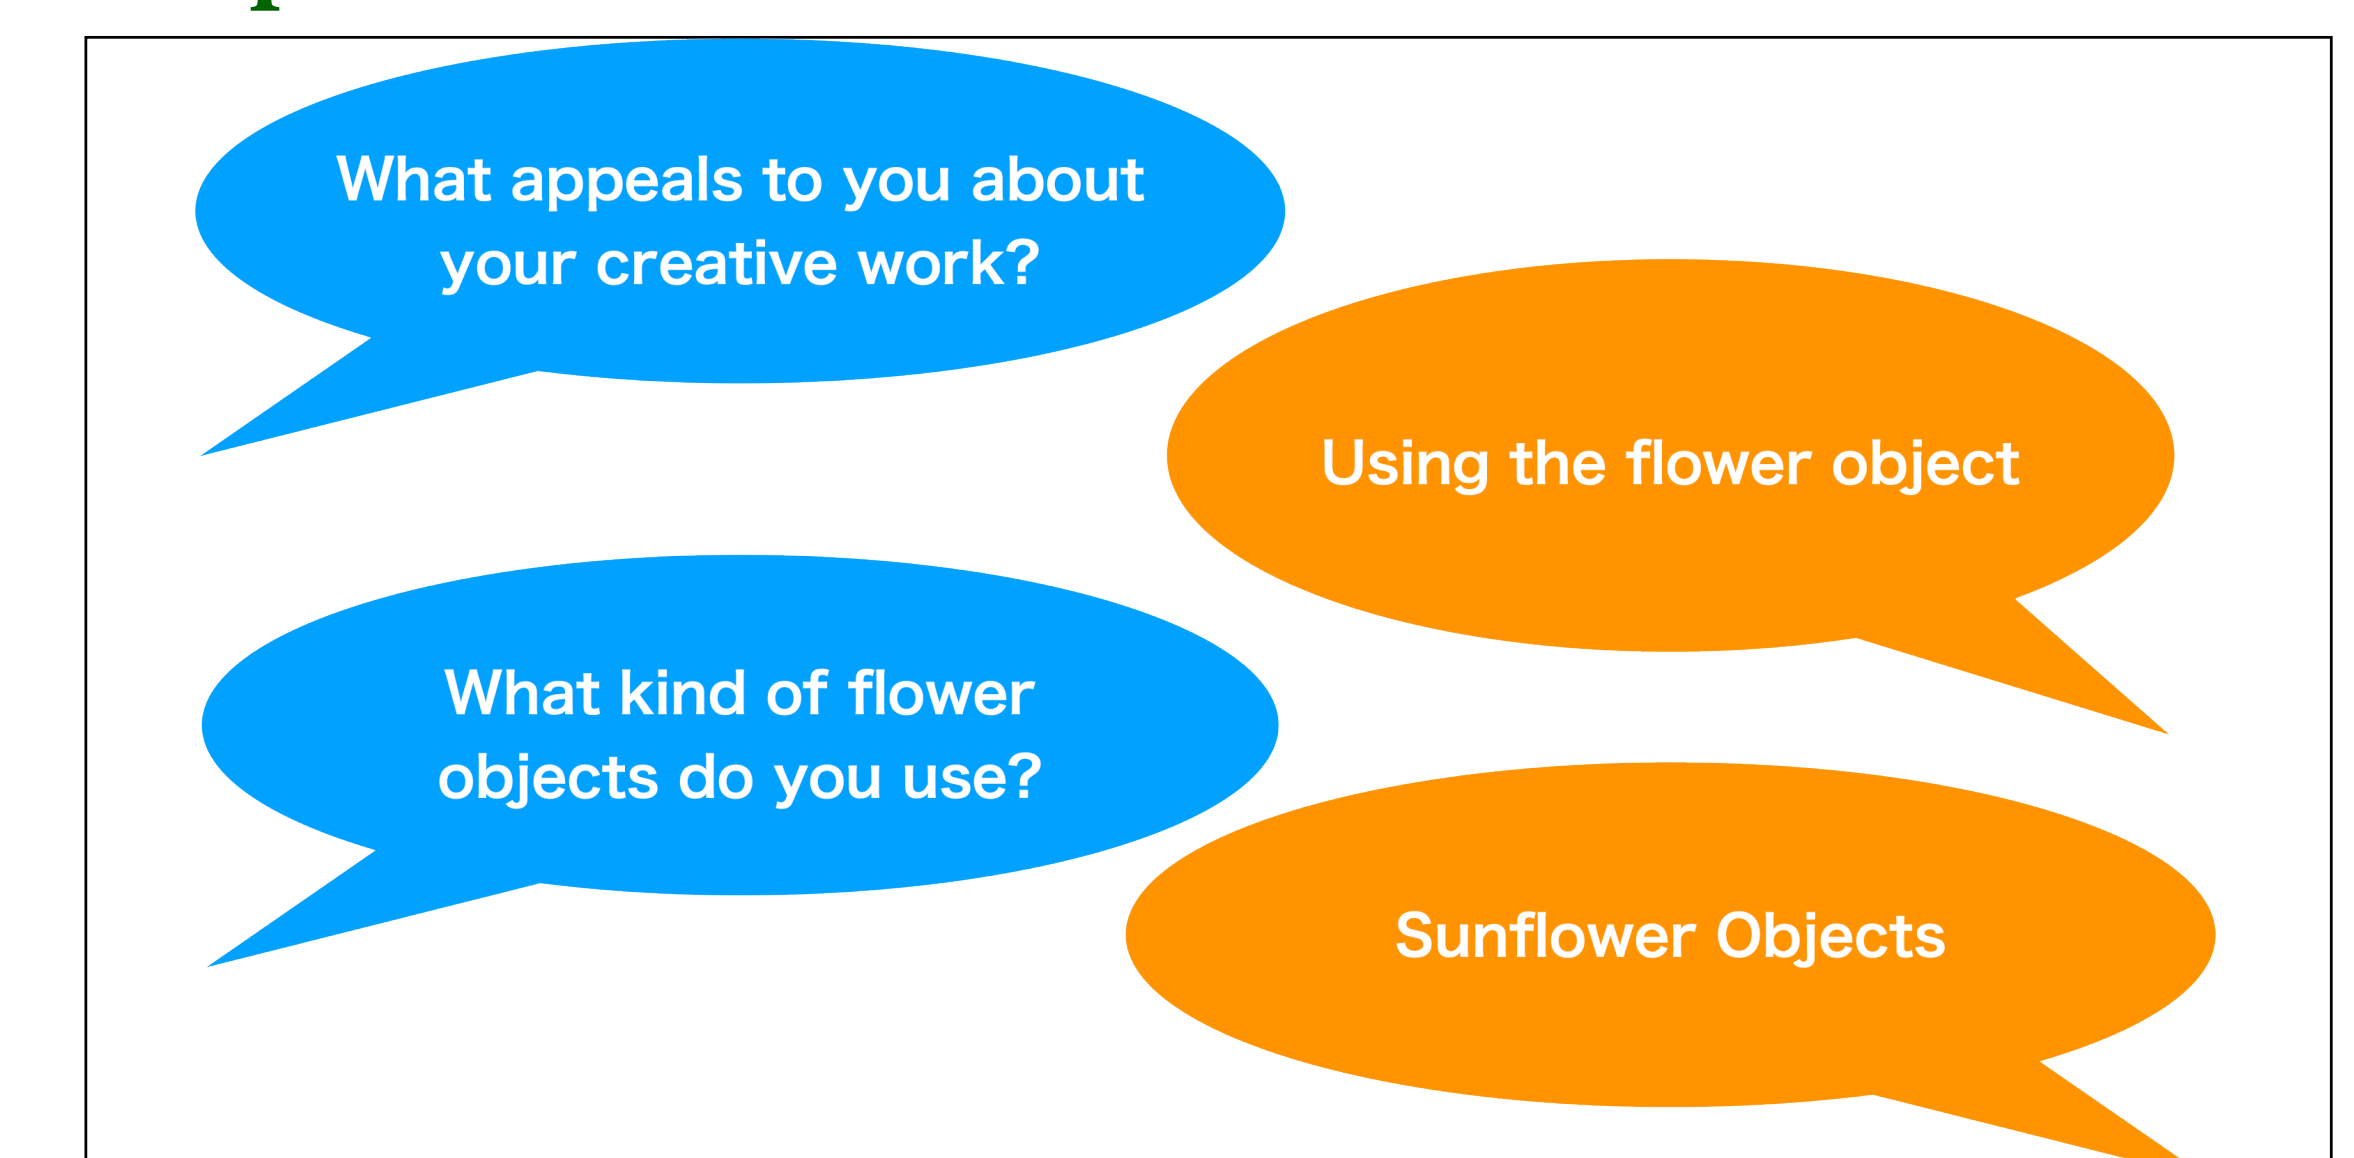 What appeals to you about
your creative work?
Using the flower object
What kind of flower
objects do you use?
Sunflower Objects